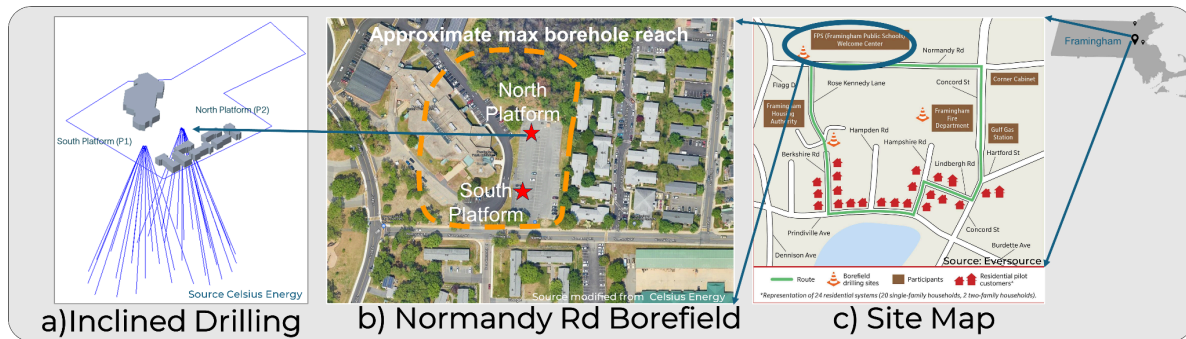 North Platform (P2)
South Platform (P1)
Source Celsius Energy
a)Inclined Drilling
Approximate max borehole reach
North
Platform
South
Platform
Source modified from Celsius Energy
b) Normandy Rd Borefield
FPS (Framingham Public Schools)
Welcome Center
Normandy Rd
Flagg D
Rose Kennedy Lane
Concord St
Corner Cabinet
Framingham
Housing
Authority
Framingham
Fire
Department
Gulf Gas
Station
Hampden Rd
Hampshire Rd
Hartford St
Berkshire Rd
Lindbergh Rd
Prindiville Ave
Concord St
Burdette Ave
Dennison Ave
Source: Eversource
Route
Borefield
drilling sites
Participants
Residential pilot
customers*
*Representation of 24 residential systems (20 single-family households, 2 two-family households).
c) Site Map
Framingham